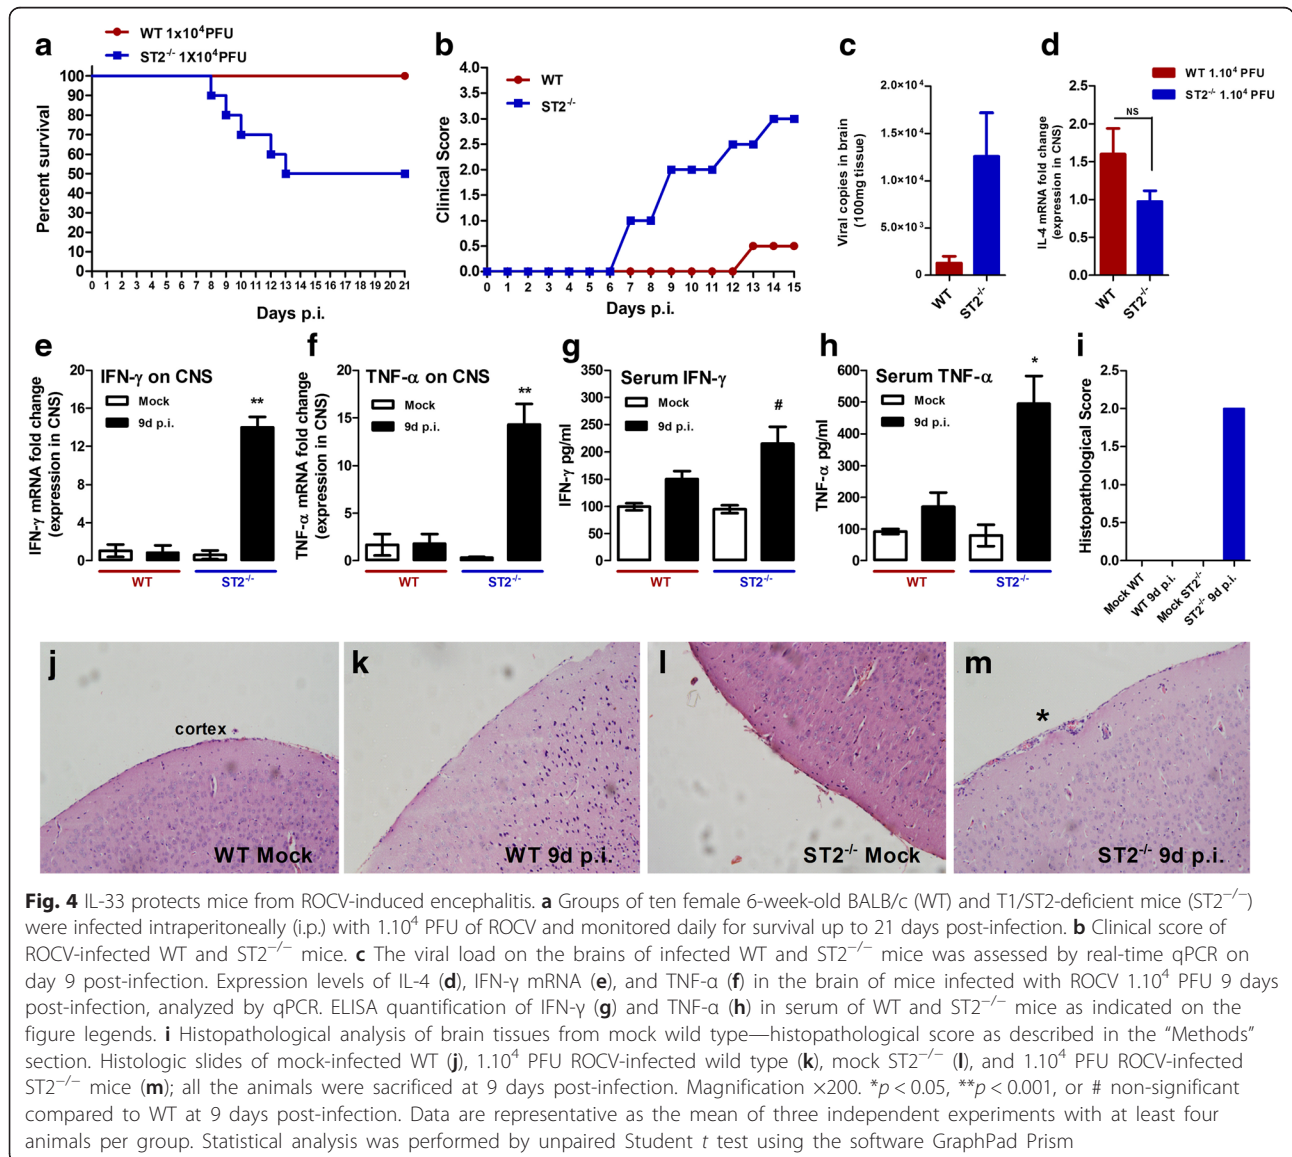 a
WT 1x10⁴PFU
ST2⁻/⁻ 1X10⁴PFU
Percent survival
100
90
80
70
60
50
40
30
20
10
0
0 1 2 3 4 5 6 7 8 9 10 11 12 13 14 15 16 17 18 19 20 21
Days p.i.
b
WT
ST2⁻/⁻
Clinical Score
4.0
3.5
3.0
2.5
2.0
1.5
1.0
0.5
0.0
0 1 2 3 4 5 6 7 8 9 10 11 12 13 14 15
Days p.i.
c
Viral copies in brain
(100mg tissue)
2.0×10⁴
1.5×10⁴
1.0×10⁴
5.0×10³
0
WT
ST2⁻/⁻
d
WT 1.10⁴ PFU
ST2⁻/⁻ 1.10⁴ PFU
IL-4 mRNA fold change
(expression in CNS)
2.5
2.0
1.5
1.0
0.5
0.0
NS
WT
ST2⁻/⁻
e
IFN-γ on CNS
Mock
9d p.i.
IFN-γ mRNA fold change
(expression in CNS)
20
16
12
8
4
0
**
WT
ST2⁻/⁻
f
TNF-α on CNS
Mock
9d p.i.
TNF-α mRNA fold change
(expression in CNS)
20
15
10
5
0
**
WT
ST2⁻/⁻
g
Serum IFN-γ
Mock
9d p.i.
IFN-γ pg/ml
350
300
250
200
150
100
50
0
#
WT
ST2⁻/⁻
h
Serum TNF-α
Mock
9d p.i.
TNF-α pg/ml
600
500
400
300
200
100
0
*
WT
ST2⁻/⁻
i
Histopathological Score
2.5
2.0
1.5
1.0
0.5
0.0
Mock WT
WT 9d p.i.
Mock ST2⁻/⁻
ST2⁻/⁻ 9d p.i.
j
cortex
WT Mock
k
WT 9d p.i.
l
ST2⁻/⁻ Mock
m
*
ST2⁻/⁻ 9d p.i.
Fig. 4 IL-33 protects mice from ROCV-induced encephalitis. a Groups of ten female 6-week-old BALB/c (WT) and T1/ST2-deficient mice (ST2⁻/⁻)
were infected intraperitoneally (i.p.) with 1.10⁴ PFU of ROCV and monitored daily for survival up to 21 days post-infection. b Clinical score of
ROCV-infected WT and ST2⁻/⁻ mice. c The viral load on the brains of infected WT and ST2⁻/⁻ mice was assessed by real-time qPCR on
day 9 post-infection. Expression levels of IL-4 (d), IFN-γ mRNA (e), and TNF-α (f) in the brain of mice infected with ROCV 1.10⁴ PFU 9 days
post-infection, analyzed by qPCR. ELISA quantification of IFN-γ (g) and TNF-α (h) in serum of WT and ST2⁻/⁻ mice as indicated on the
figure legends. i Histopathological analysis of brain tissues from mock wild type—histopathological score as described in the “Methods”
section. Histologic slides of mock-infected WT (j), 1.10⁴ PFU ROCV-infected wild type (k), mock ST2⁻/⁻ (l), and 1.10⁴ PFU ROCV-infected
ST2⁻/⁻ mice (m); all the animals were sacrificed at 9 days post-infection. Magnification ×200. *p < 0.05, **p < 0.001, or # non-significant
compared to WT at 9 days post-infection. Data are representative as the mean of three independent experiments with at least four
animals per group. Statistical analysis was performed by unpaired Student t test using the software GraphPad Prism